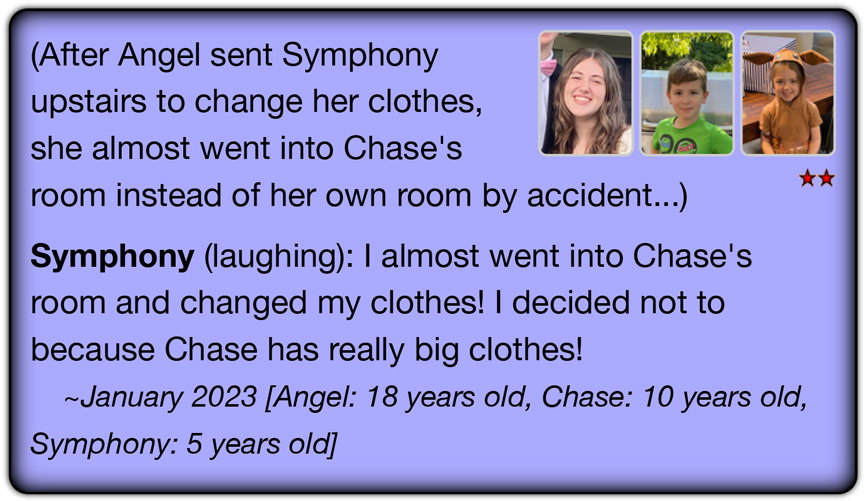 (After Angel sent Symphony
upstairs to change her clothes,
she almost went into Chase's
room instead of her own room by accident...)
Symphony (laughing): I almost went into Chase's
room and changed my clothes! I decided not to
because Chase has really big clothes!
~January 2023 [Angel: 18 years old, Chase: 10 years old,
Symphony: 5 years old]